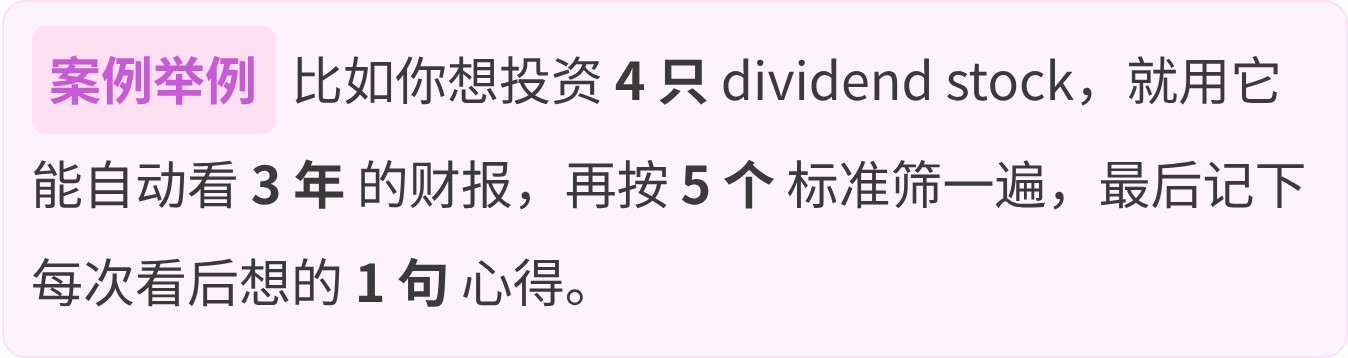 案例举例 比如你想投资 4 只 dividend stock，就用它
能自动看 3 年 的财报，再按 5 个 标准筛一遍，最后记下
每次看后想的 1 句 心得。